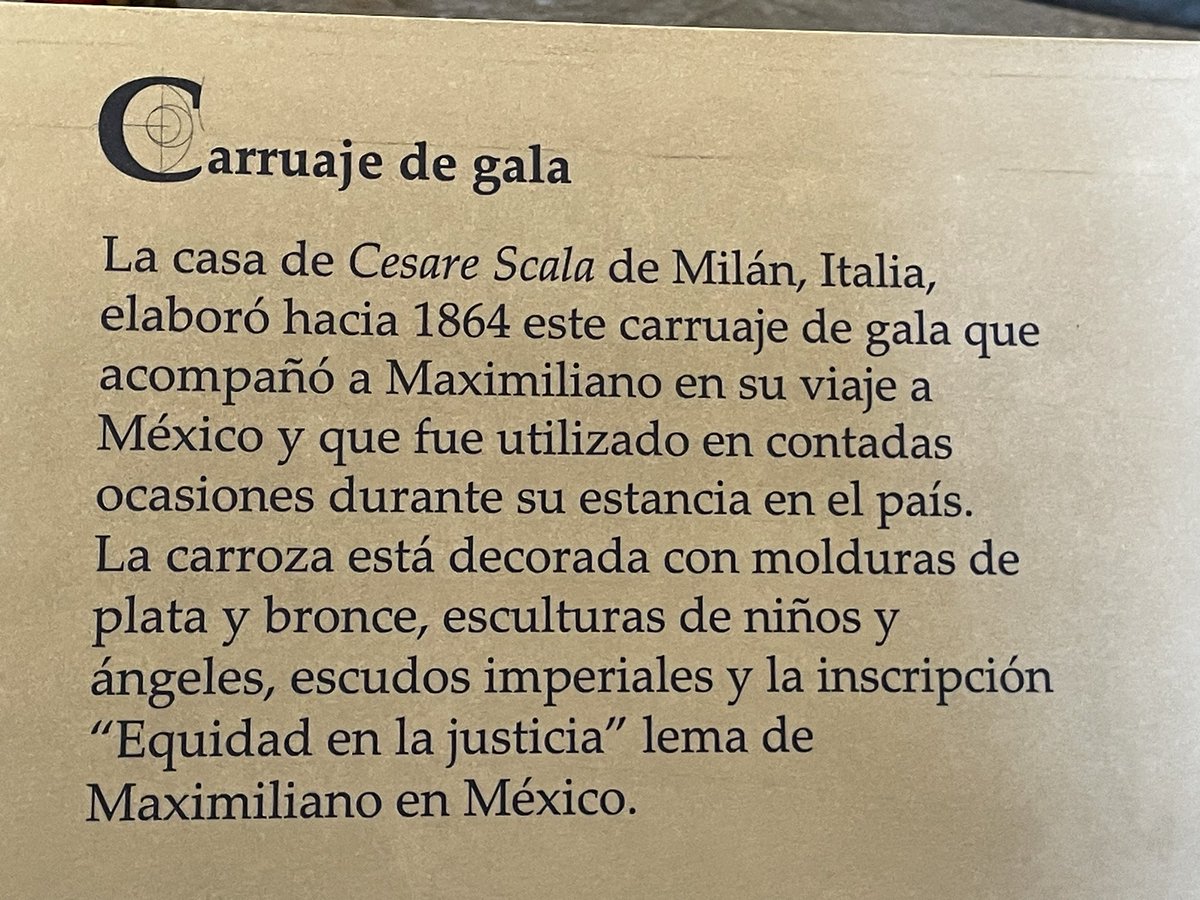 Carruaje de gala
La casa de Cesare Scala de Milán, Italia,
elaboró hacia 1864 este carruaje de gala que
acompañó a Maximiliano en su viaje a
México y que fue utilizado en contadas
ocasiones durante su estancia en el país.
La carroza está decorada con molduras de
plata y bronce, esculturas de niños y
ángeles, escudos imperiales y la inscripción
“Equidad en la justicia” lema de
Maximiliano en México.